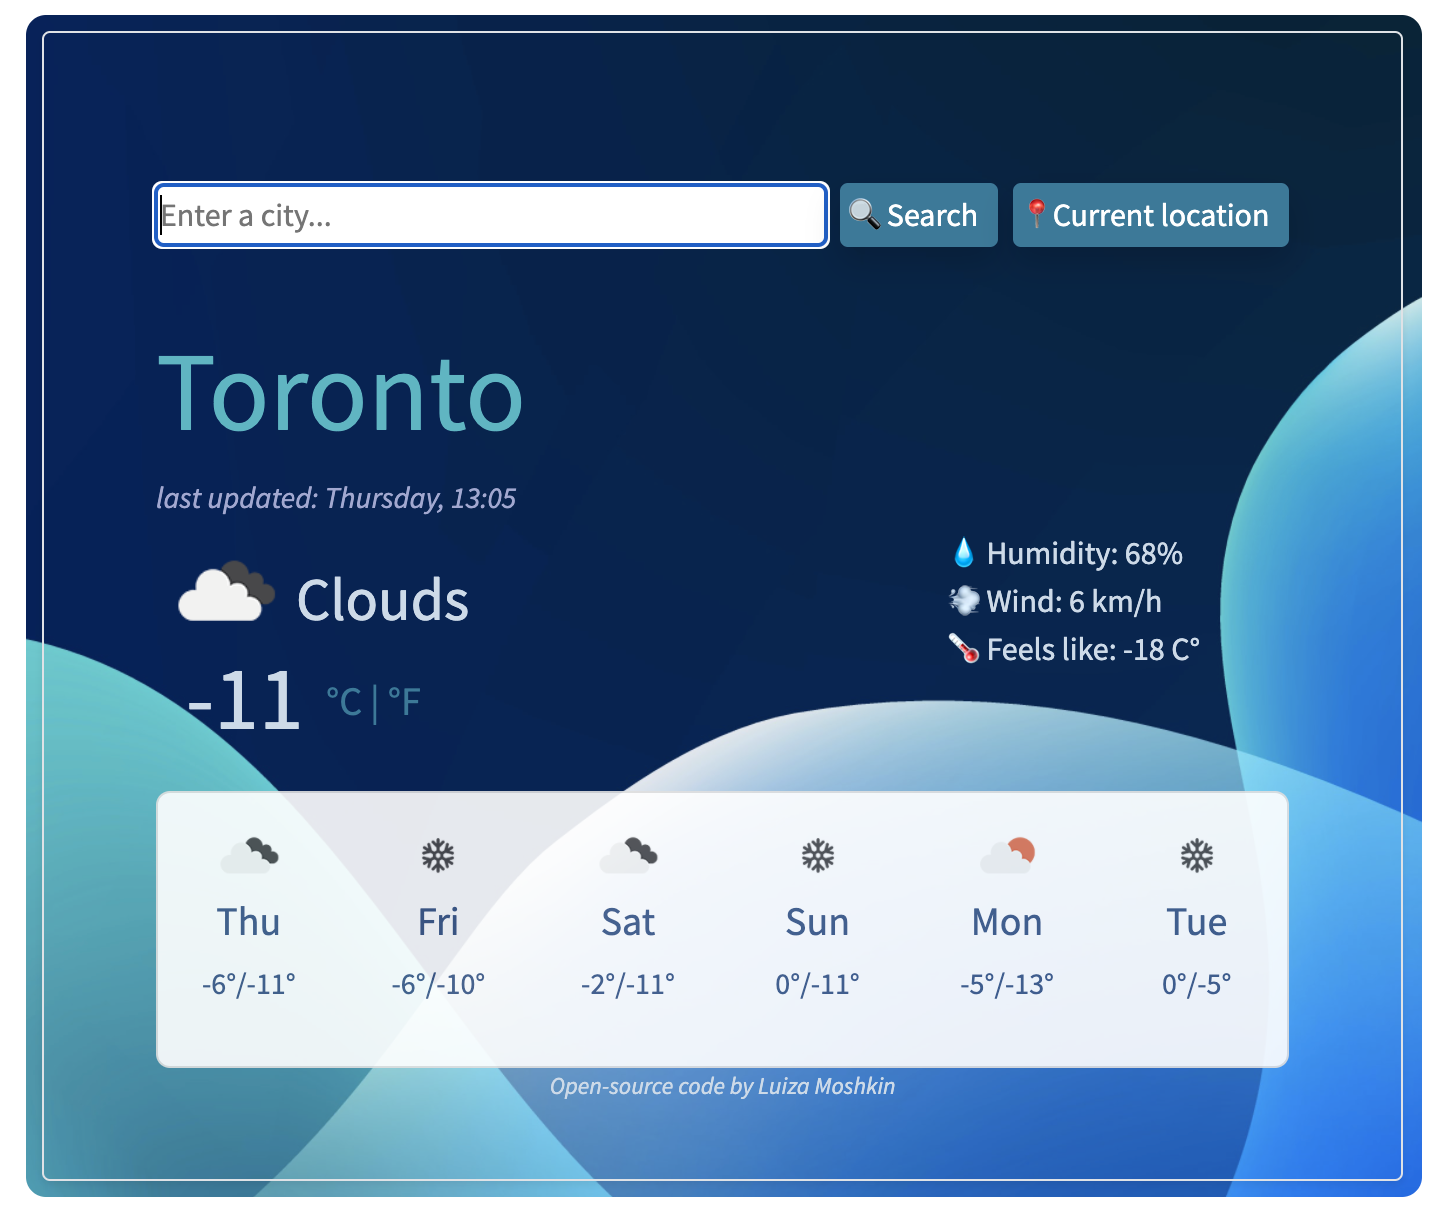 Enter a city...
🔍 Search
📍 Current location
Toronto
last updated: Thursday, 13:05
Clouds
Humidity: 68%
Wind: 6 km/h
Feels like: -18 C°
-11 °C | °F
Thu Fri Sat Sun Mon Tue
-6°/-11° -6°/-10° -2°/-11° 0°/-11° -5°/-13° 0°/-5°
Open-source code by Luiza Moshkin